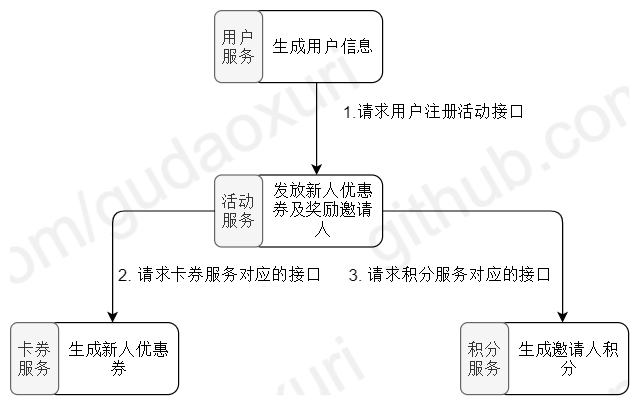 用户
服务
生成用户信息
1.请求用户注册活动接口
活动
服务
发放新人优惠
券及奖励邀请
人
2. 请求卡券服务对应的接口
3. 请求积分服务对应的接口
卡券
服务
生成新人优惠
券
积分
服务
生成邀请人积
分
com/gudaoxuri
github.com
oxuri